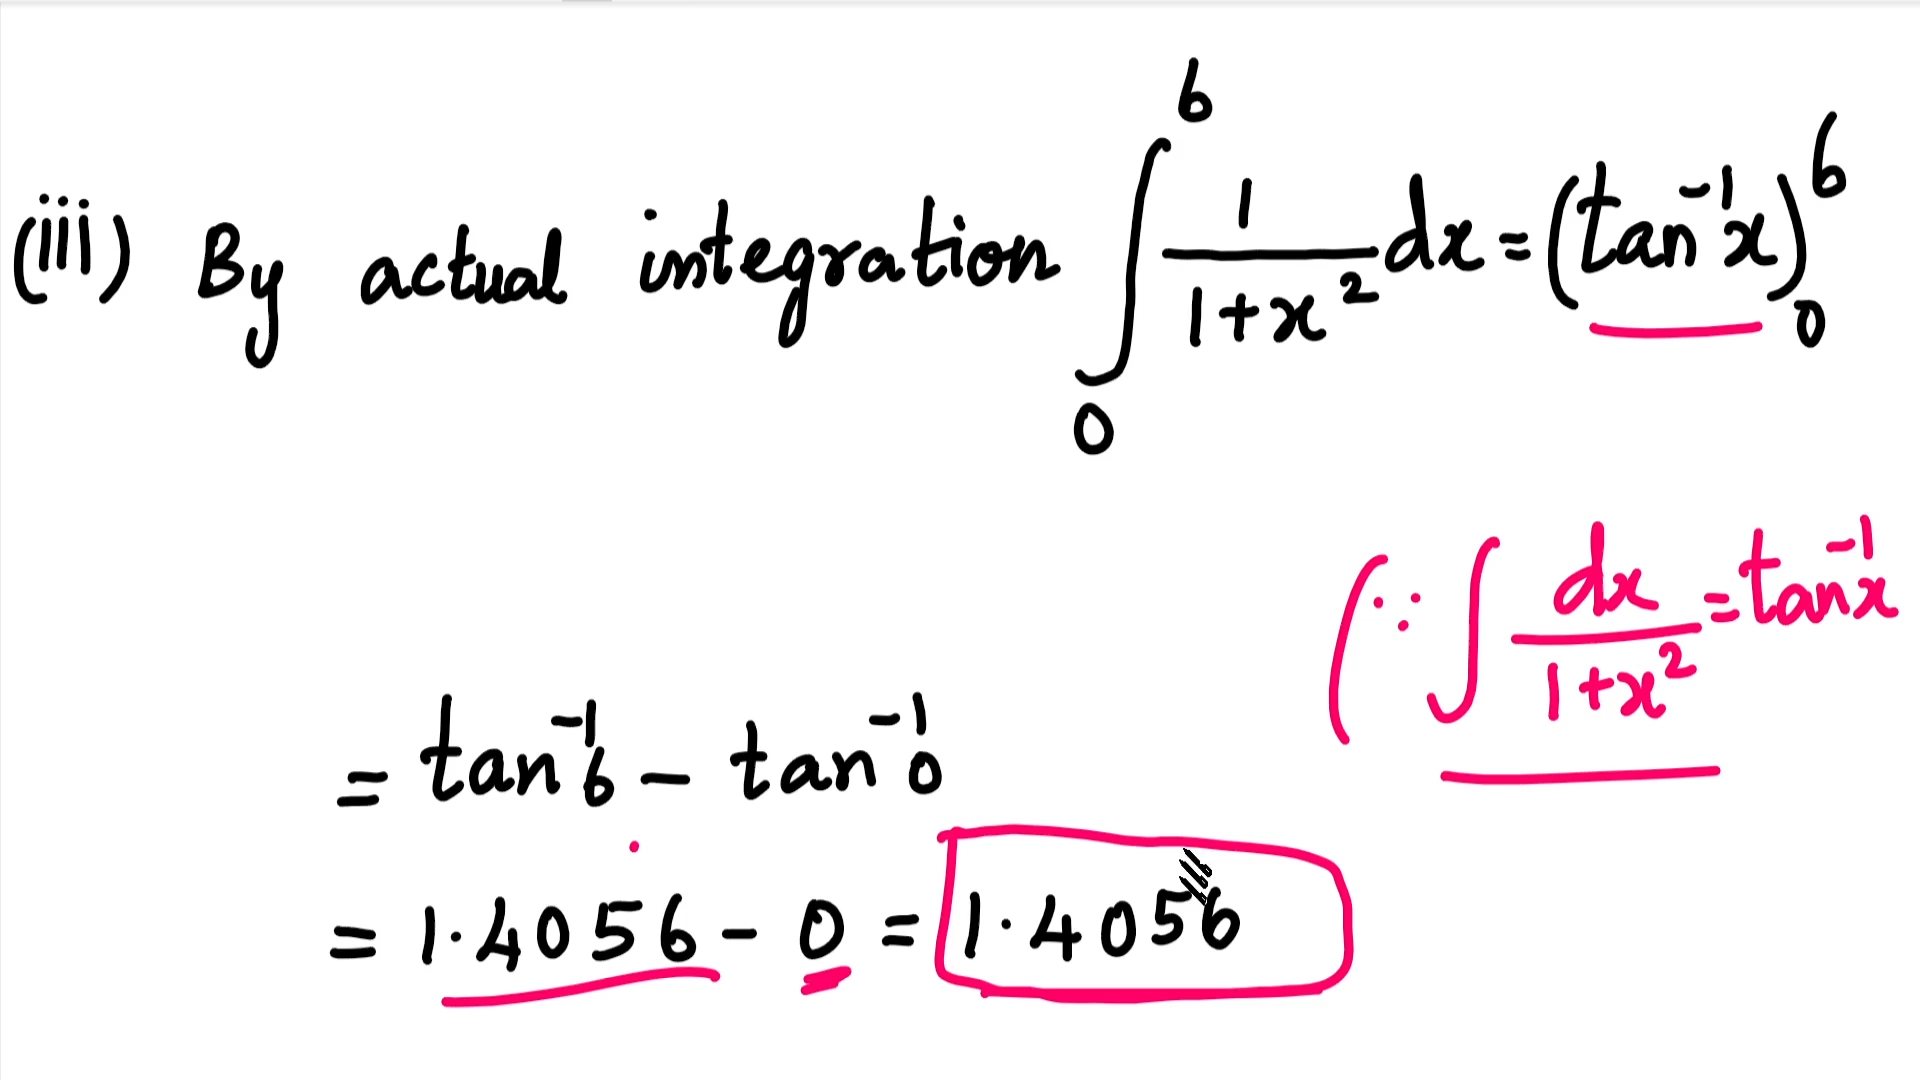 (iii) By actual integration ∫₀⁶ 1/(1+x²) dx = (tan⁻¹x)₀⁶
(∵ ∫ dx/(1+x²) = tan⁻¹x
= tan⁻¹6 − tan⁻¹0
= 1.4056 − 0 = 1.4056